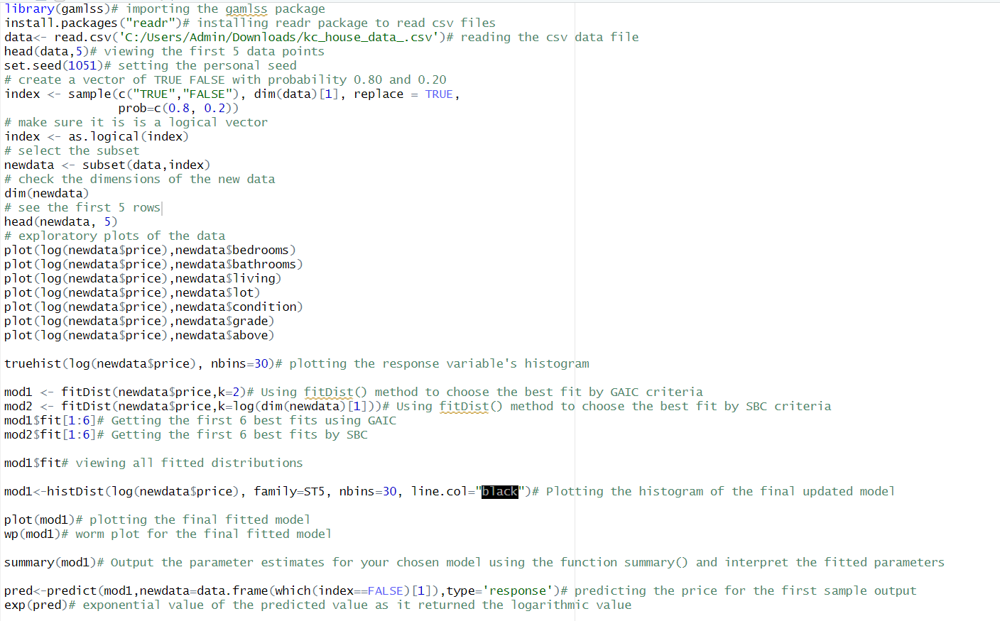 library(gamlss)# importing the gamlss package
install.packages("readr")# installing readr package to read csv files
data<- read.csv('C:/Users/Admin/Downloads/kc_house_data_.csv')# reading the csv data file
head(data,5)# viewing the first 5 data points
set.seed(1051)# setting the personal seed
# create a vector of TRUE FALSE with probability 0.80 and 0.20
index <- sample(c("TRUE","FALSE"), dim(data)[1], replace = TRUE,
prob=c(0.8, 0.2))
# make sure it is is a logical vector
index <- as.logical(index)
# select the subset
newdata <- subset(data,index)
# check the dimensions of the new data
dim(newdata)
# see the first 5 rows
head(newdata, 5)
# exploratory plots of the data
plot(log(newdata$price),newdata$bedrooms)
plot(log(newdata$price),newdata$bathrooms)
plot(log(newdata$price),newdata$living)
plot(log(newdata$price),newdata$lot)
plot(log(newdata$price),newdata$condition)
plot(log(newdata$price),newdata$grade)
plot(log(newdata$price),newdata$above)
truehist(log(newdata$price), nbins=30)# plotting the response variable's histogram
mod1 <- fitDist(newdata$price,k=2)# Using fitDist() method to choose the best fit by GAIC criteria
mod2 <- fitDist(newdata$price,k=log(dim(newdata)[1]))# Using fitDist() method to choose the best fit by SBC criteria
mod1$fit[1:6]# Getting the first 6 best fits using GAIC
mod2$fit[1:6]# Getting the first 6 best fits by SBC
mod1$fit# viewing all fitted distributions
mod1<-histDist(log(newdata$price), family=ST5, nbins=30, line.col="black")# Plotting the histogram of the final updated model
plot(mod1)# plotting the final fitted model
wp(mod1)# worm plot for the final fitted model
summary(mod1)# Output the parameter estimates for your chosen model using the function summary() and interpret the fitted parameters
pred<-predict(mod1,newdata=data.frame(which(index==FALSE)[1]),type='response')# predicting the price for the first sample output
exp(pred)# exponential value of the predicted value as it returned the logarithmic value